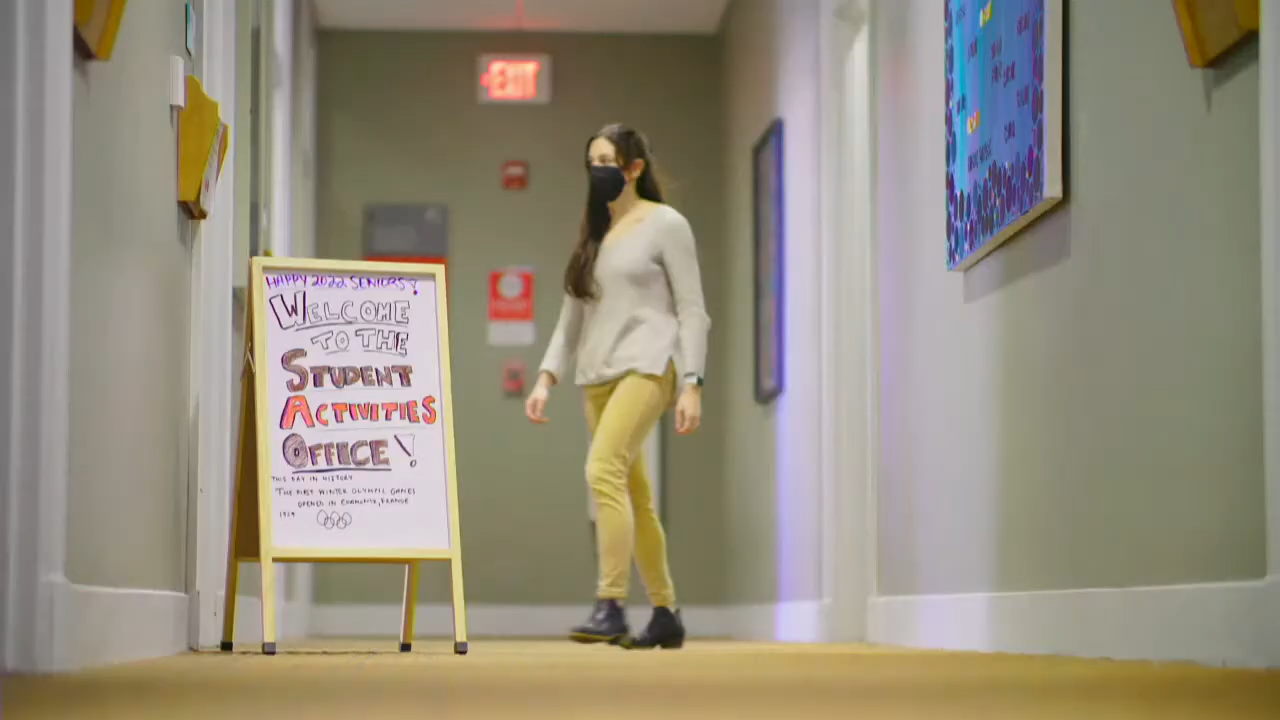 EXIT
HAPPY 2022 SENIORS!
WELCOME
TO THE
STUDENT
ACTIVITIES
OFFICE!
THIS DAY IN HISTORY
THE FIRST WINTER OLYMPIC GAMES
OPENED IN CHAMONIX, FRANCE
1924